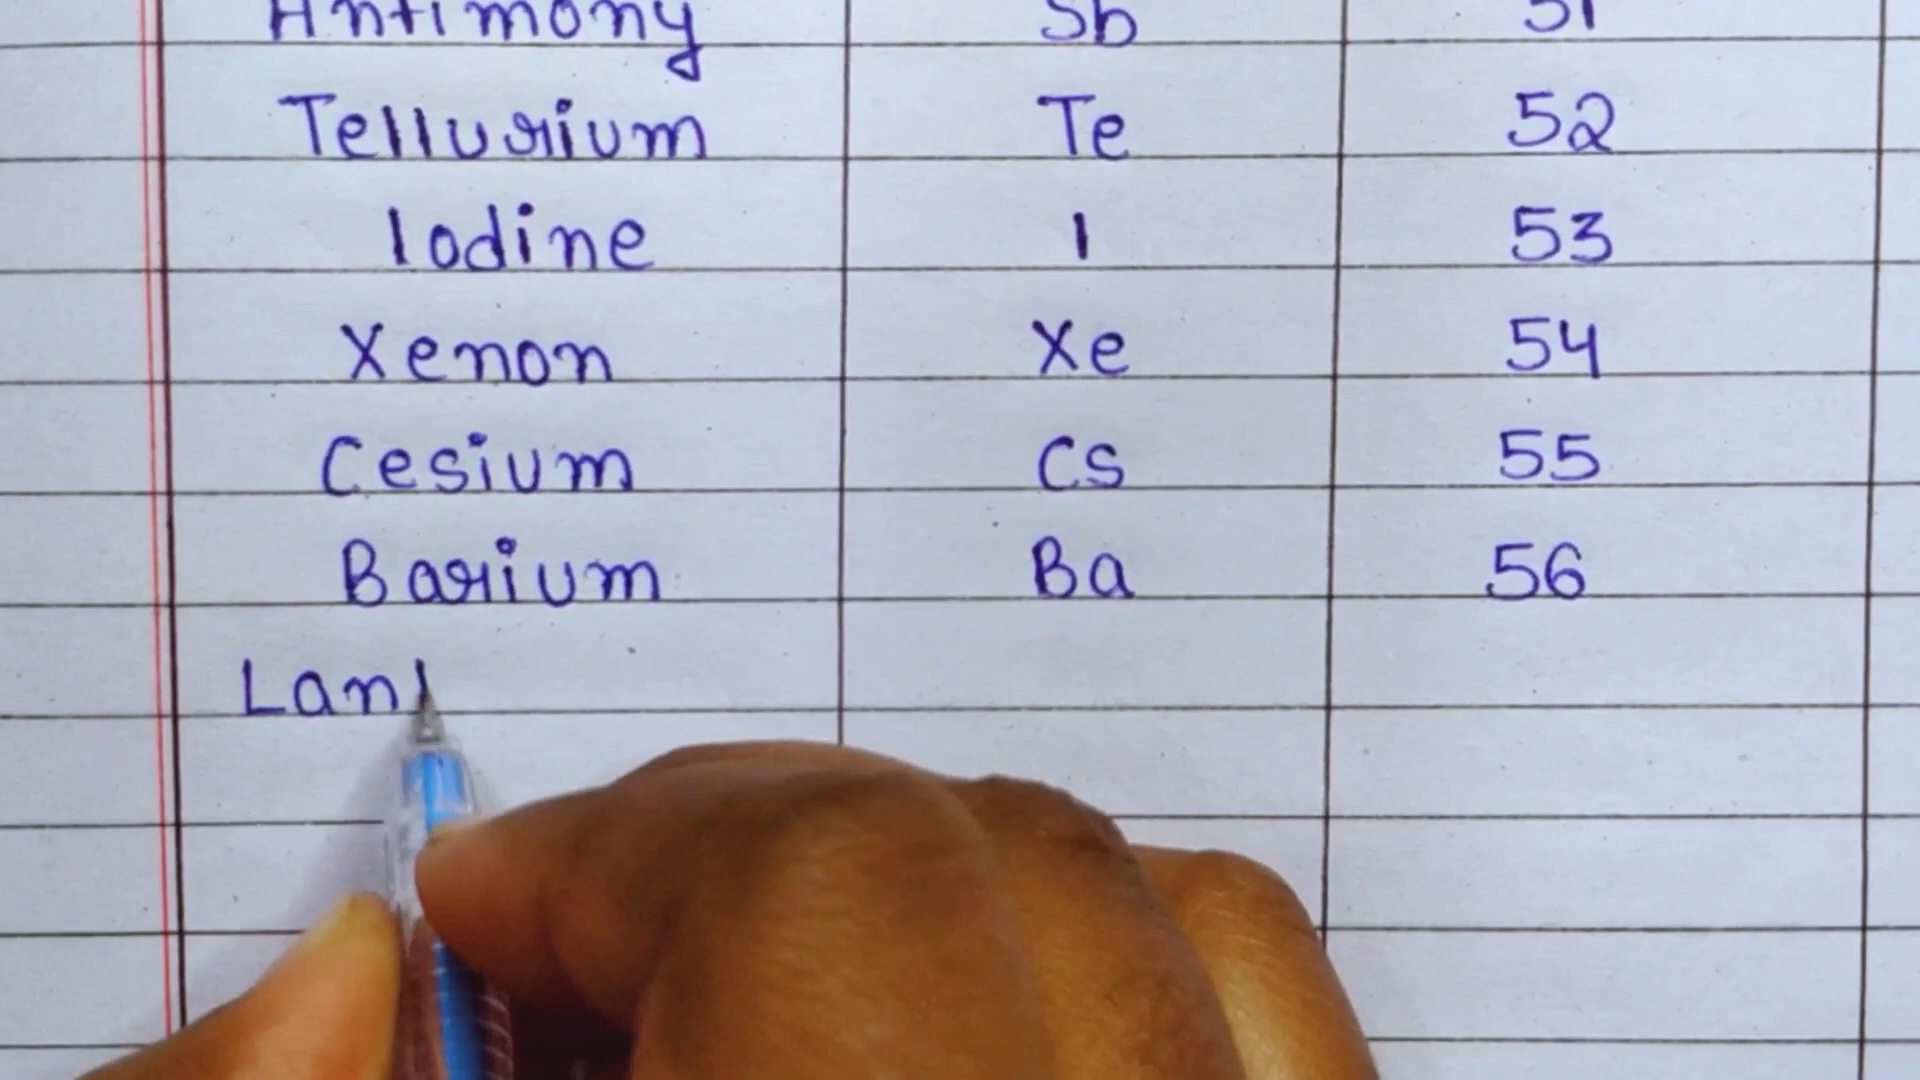 Antimony Sb 51
Tellurium Te 52
Iodine I 53
Xenon Xe 54
Cesium Cs 55
Barium Ba 56
Lan